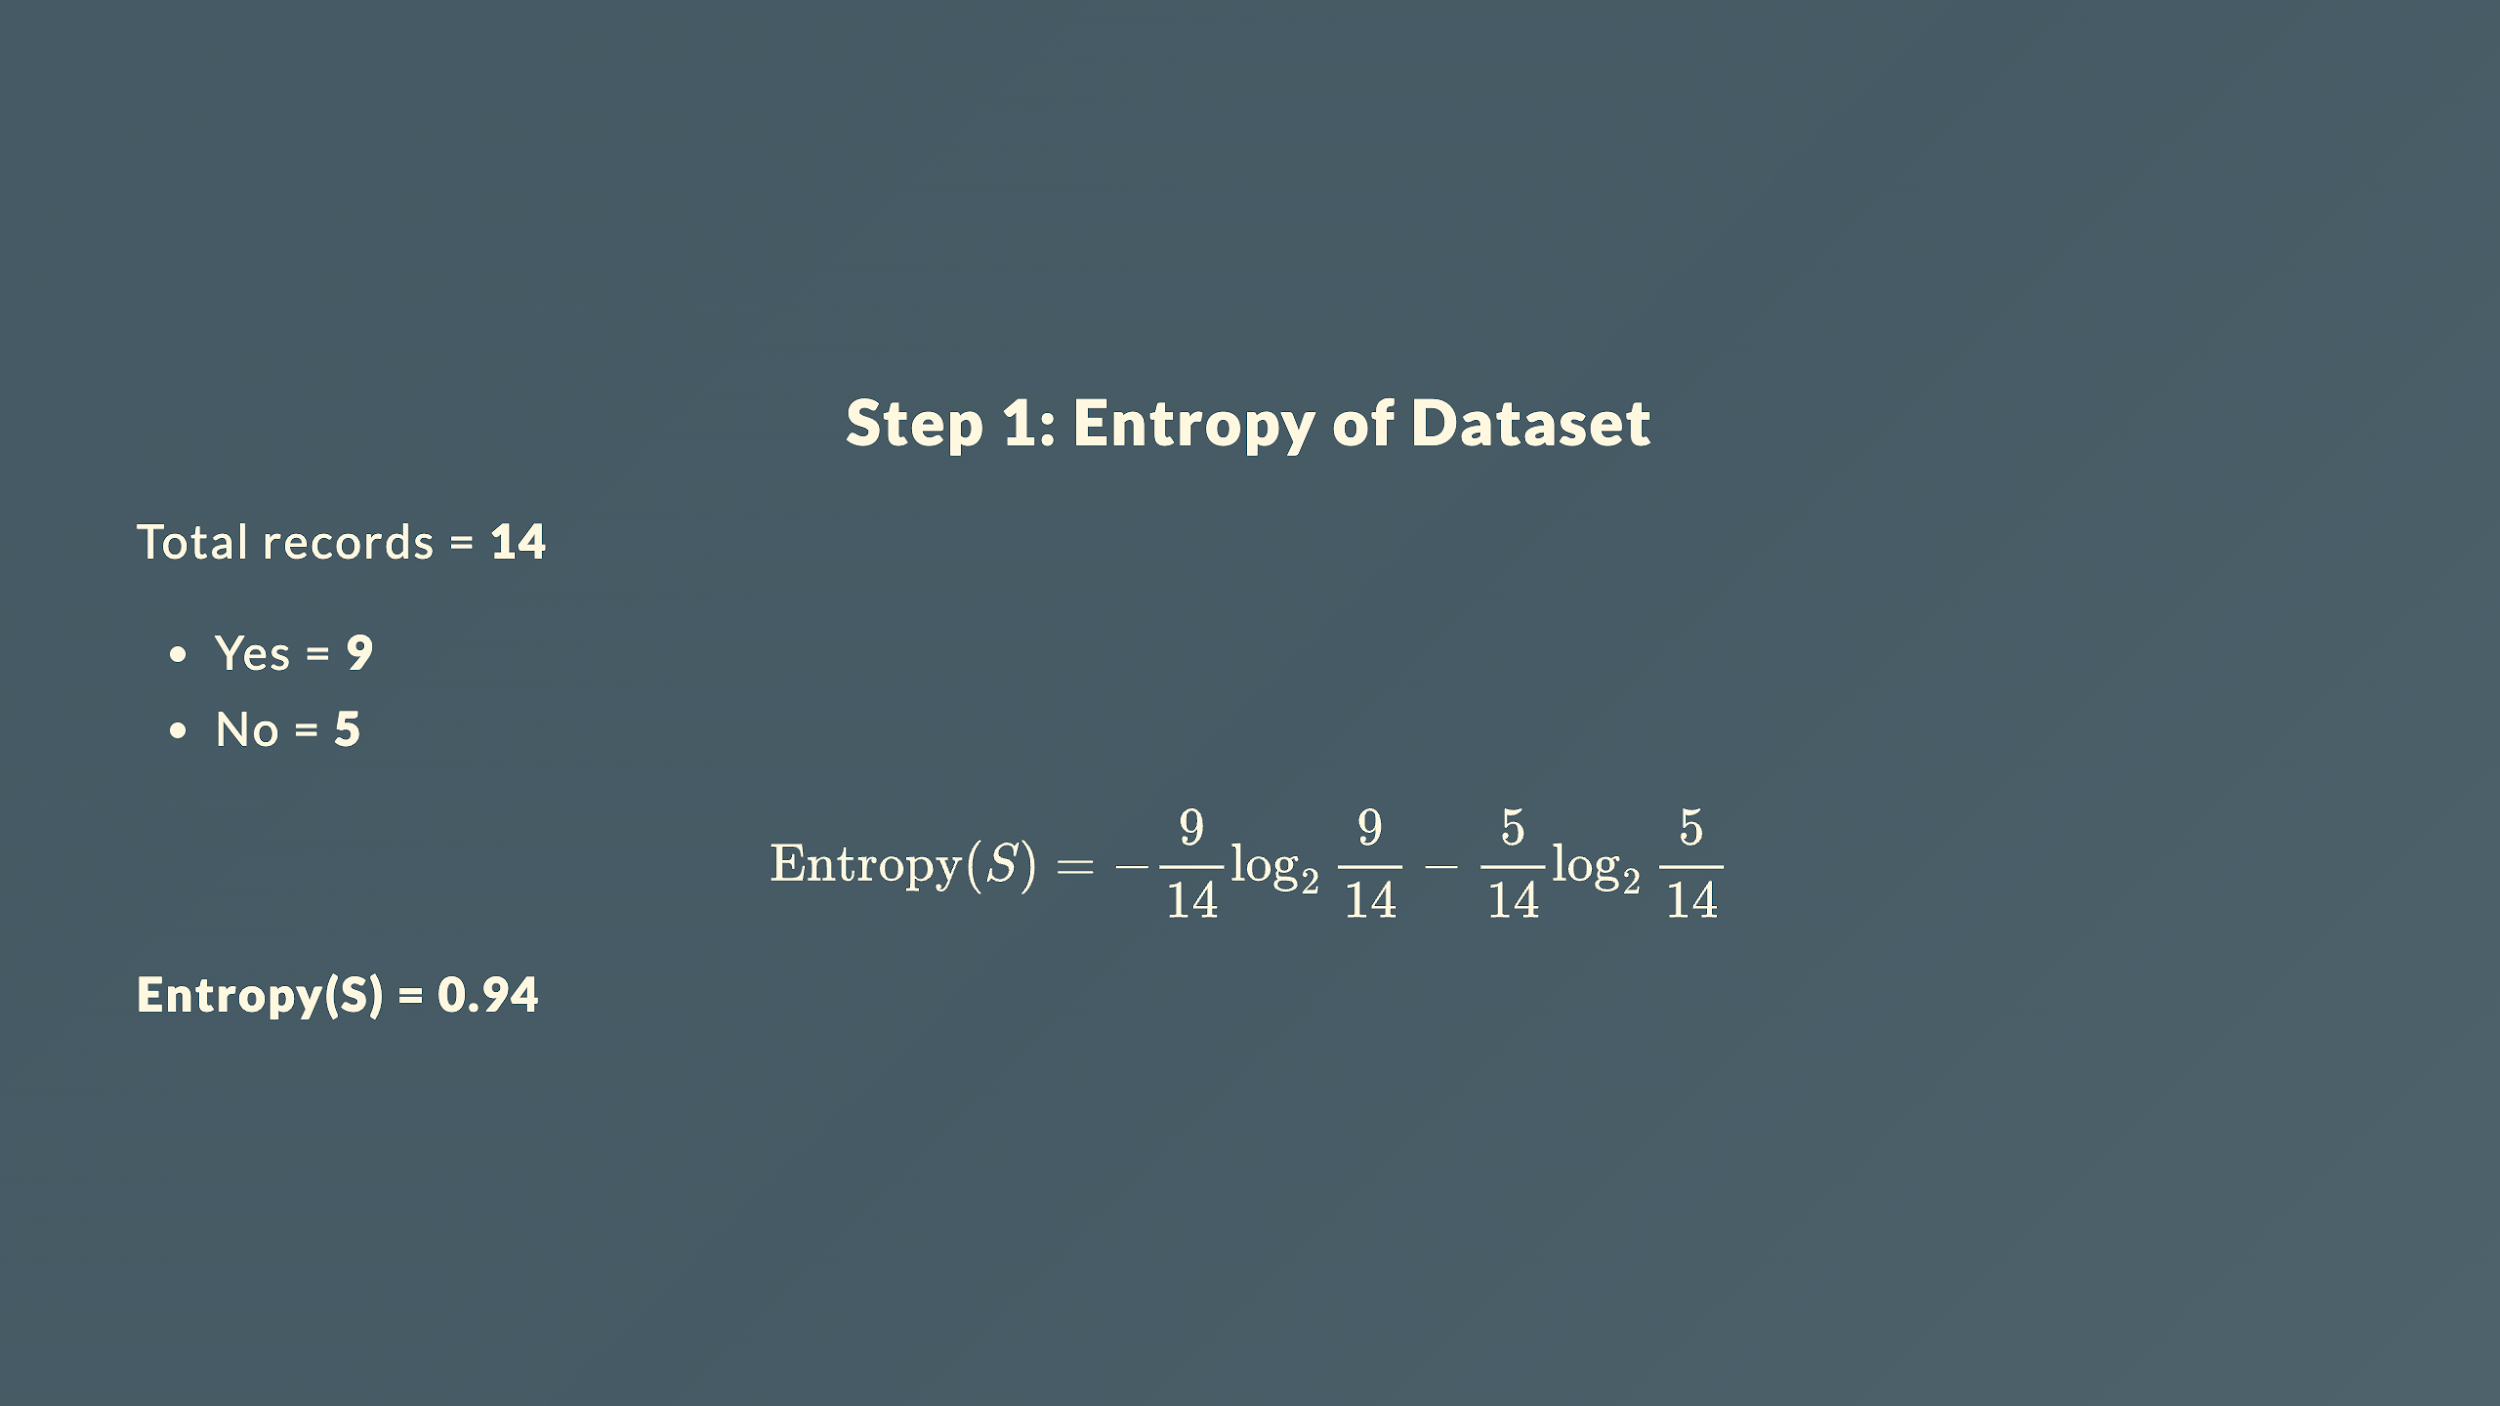 Step 1: Entropy of Dataset
Total records = 14
• Yes = 9
• No = 5
Entropy(S) = −9/14 log₂ 9/14 − 5/14 log₂ 5/14
Entropy(S) = 0.94